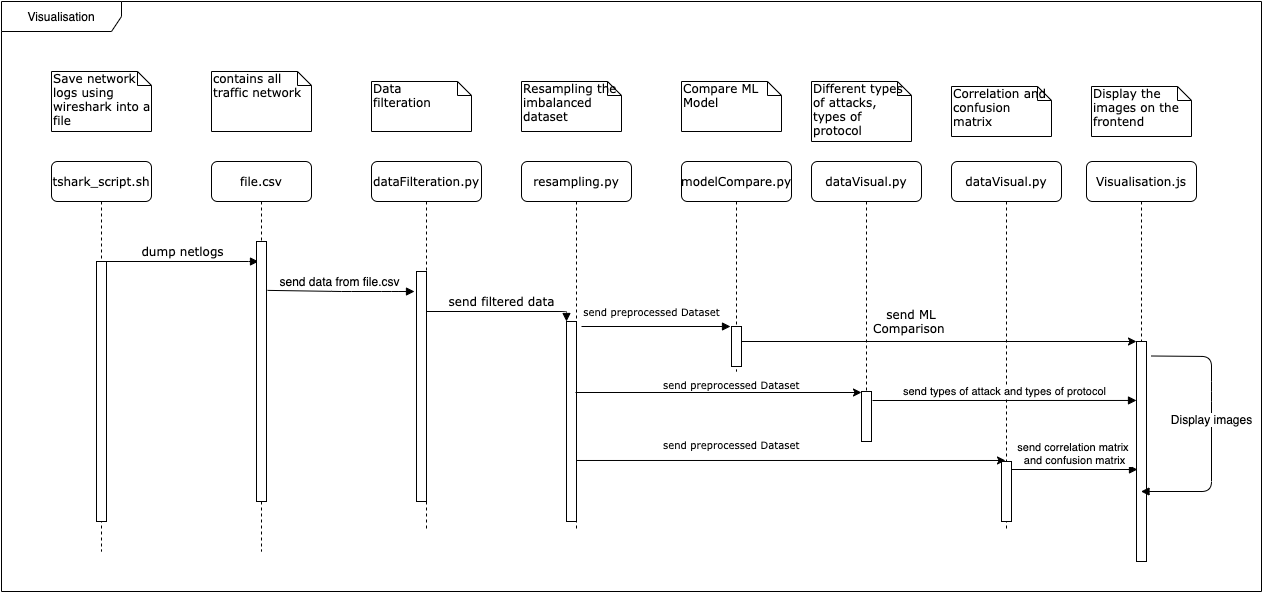 Visualisation
Save network
logs using
wireshark into a
file
contains all
traffic network
Data
filteration
Resampling the
imbalanced
dataset
Compare ML
Model
Different types
of attacks,
types of
protocol
Correlation and
confusion
matrix
Display the
images on the
frontend
tshark_script.sh
file.csv
dataFilteration.py
resampling.py
modelCompare.py
dataVisual.py
dataVisual.py
Visualisation.js
dump netlogs
send data from file.csv
send filtered data
send preprocessed Dataset
send ML
Comparison
send preprocessed Dataset
send types of attack and types of protocol
Display images
send preprocessed Dataset
send correlation matrix
and confusion matrix